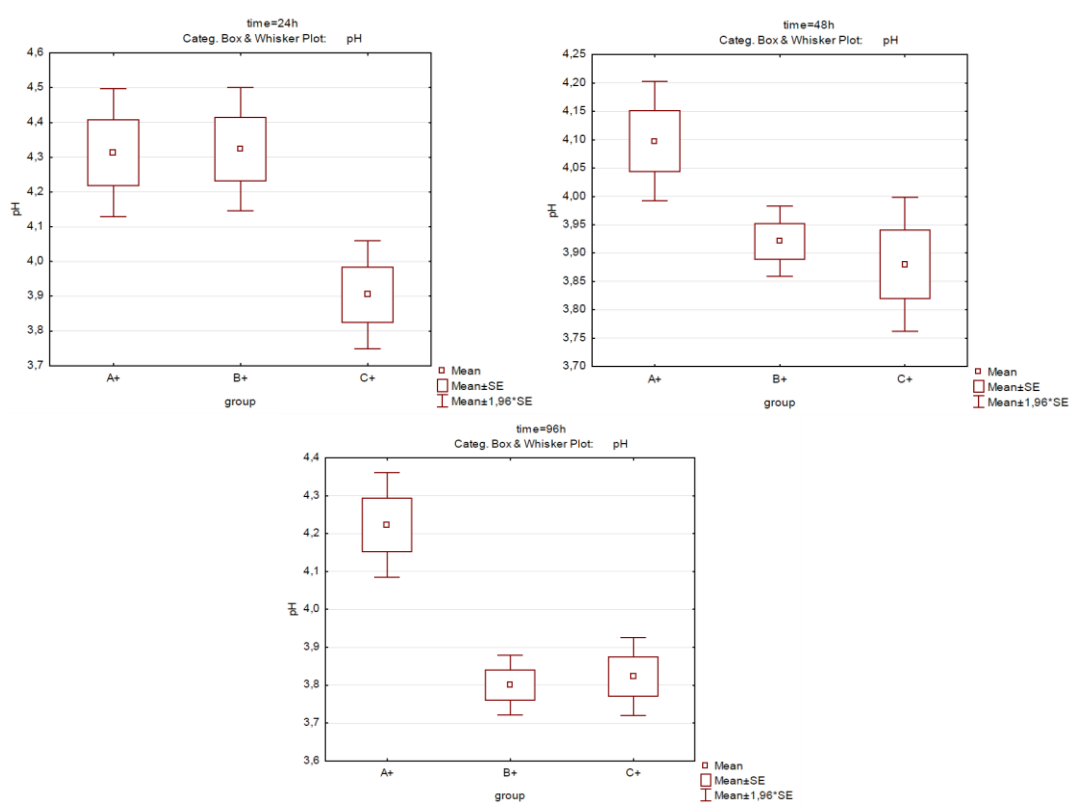 time=24h
Categ. Box & Whisker Plot: pH
4,6
4,5
4,4
4,3
4,2
4,1
4,0
3,9
3,8
3,7
pH
A+ B+ C+
group
Mean
Mean±SE
Mean±1,96*SE
time=48h
Categ. Box & Whisker Plot: pH
4,25
4,20
4,15
4,10
4,05
4,00
3,95
3,90
3,85
3,80
3,75
3,70
pH
A+ B+ C+
group
Mean
Mean±SE
Mean±1,96*SE
time=96h
Categ. Box & Whisker Plot: pH
4,4
4,3
4,2
4,1
4,0
3,9
3,8
3,7
3,6
pH
A+ B+ C+
group
Mean
Mean±SE
Mean±1,96*SE